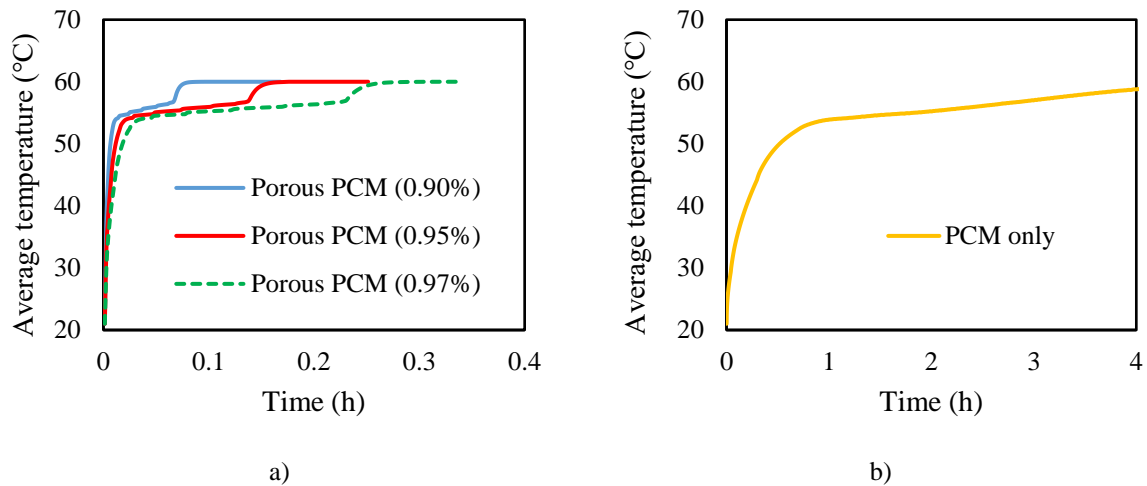 Average temperature (°C)
70
60
50
40
30
20
Porous PCM (0.90%)
Porous PCM (0.95%)
Porous PCM (0.97%)
0 0.1 0.2 0.3 0.4
Time (h)
a)
Average temperature (°C)
70
60
50
40
30
20
PCM only
0 1 2 3 4
Time (h)
b)